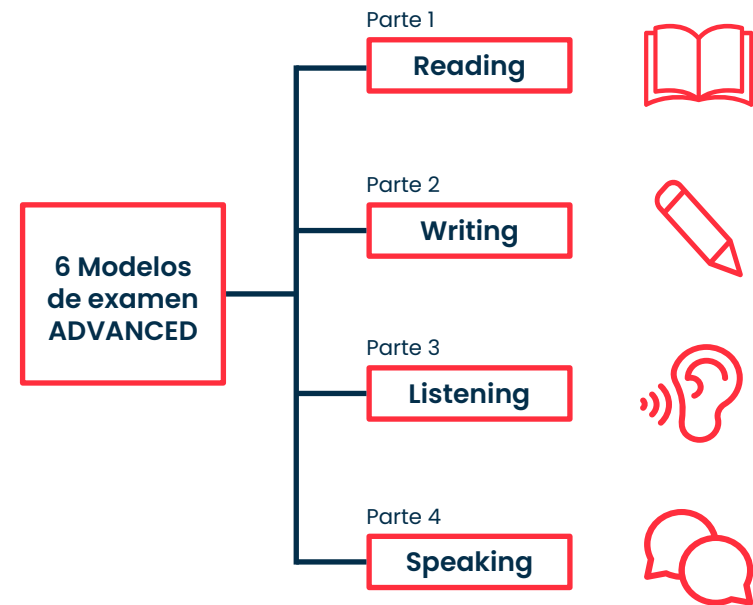 Parte 1
Reading
Parte 2
Writing
6 Modelos
de examen
ADVANCED
Parte 3
Listening
Parte 4
Speaking